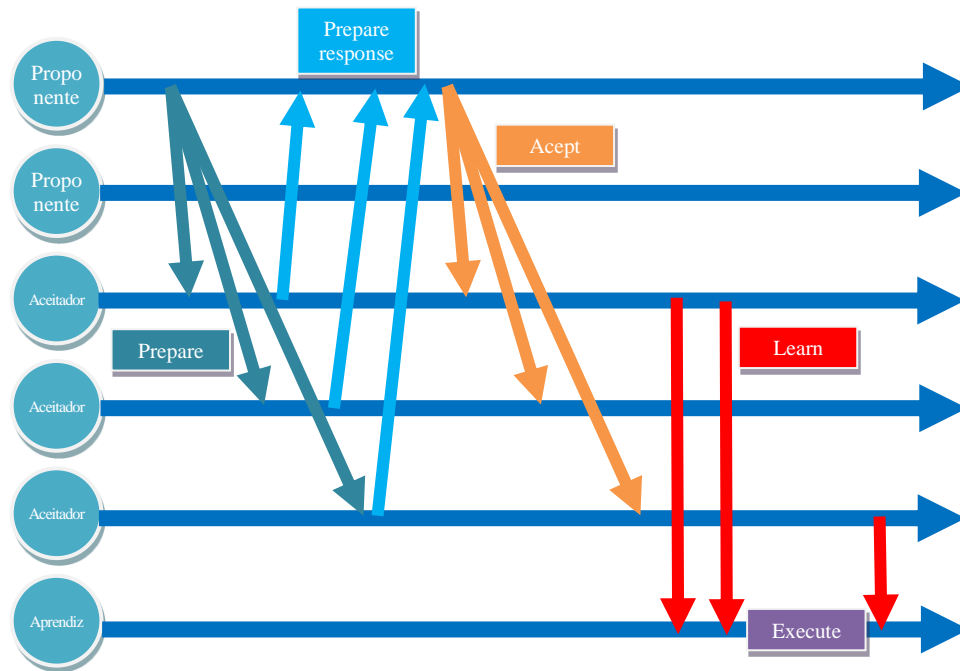 Prepare
response
Propo
nente
Acept
Propo
nente
Aceitador
Prepare
Learn
Aceitador
Aceitador
Aprendiz
Execute